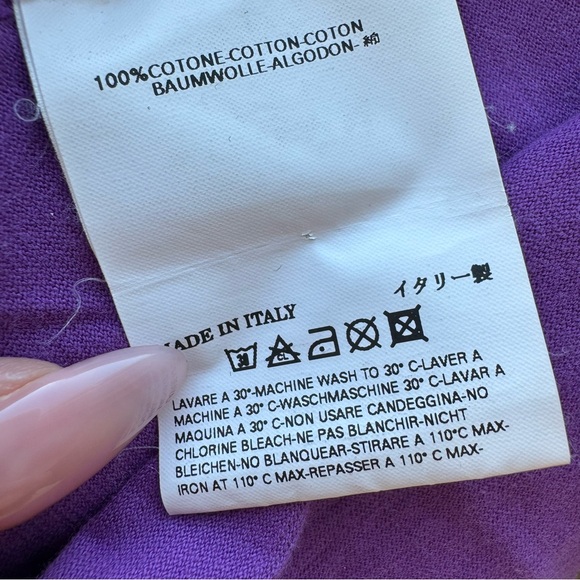 100%COTONE-COTTON-COTON
BAUMWOLLE-ALGODON-綿
イタリー製
ADE IN ITALY
30 CL
LAVARE A 30°-MACHINE WASH TO 30° C-LAVER A
MACHINE A 30° C-WASCHMASCHINE 30° C-LAVAR A
MAQUINA A 30° C-NON USARE CANDEGGINA-NO
CHLORINE BLEACH-NE PAS BLANCHIR-NICHT
BLEICHEN-NO BLANQUEAR-STIRARE A 110°C MAX-
IRON AT 110° C MAX-REPASSER A 110° C MAX-